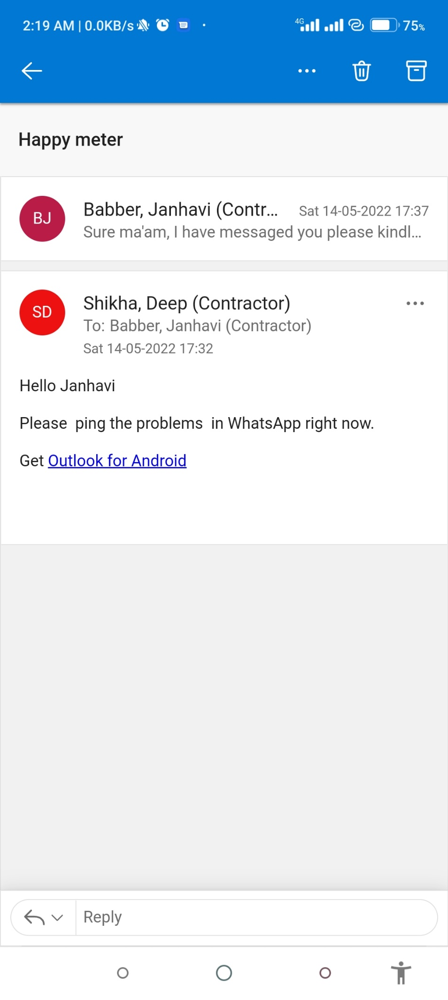 2:19 AM | 0.0KB/s 4G 75%
Happy meter
BJ
Babber, Janhavi (Contr... Sat 14-05-2022 17:37
Sure ma'am, I have messaged you please kindl...
SD
Shikha, Deep (Contractor)
To: Babber, Janhavi (Contractor)
Sat 14-05-2022 17:32
Hello Janhavi
Please  ping the problems  in WhatsApp right now.
Get Outlook for Android
Reply